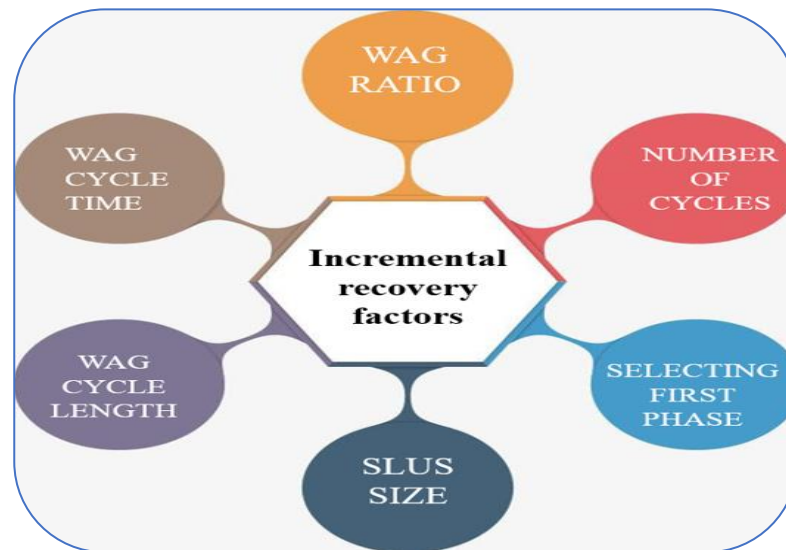 WAG
RATIO
NUMBER
OF
CYCLES
SELECTING
FIRST
PHASE
SLUS
SIZE
WAG
CYCLE
LENGTH
WAG
CYCLE
TIME
Incremental
recovery
factors